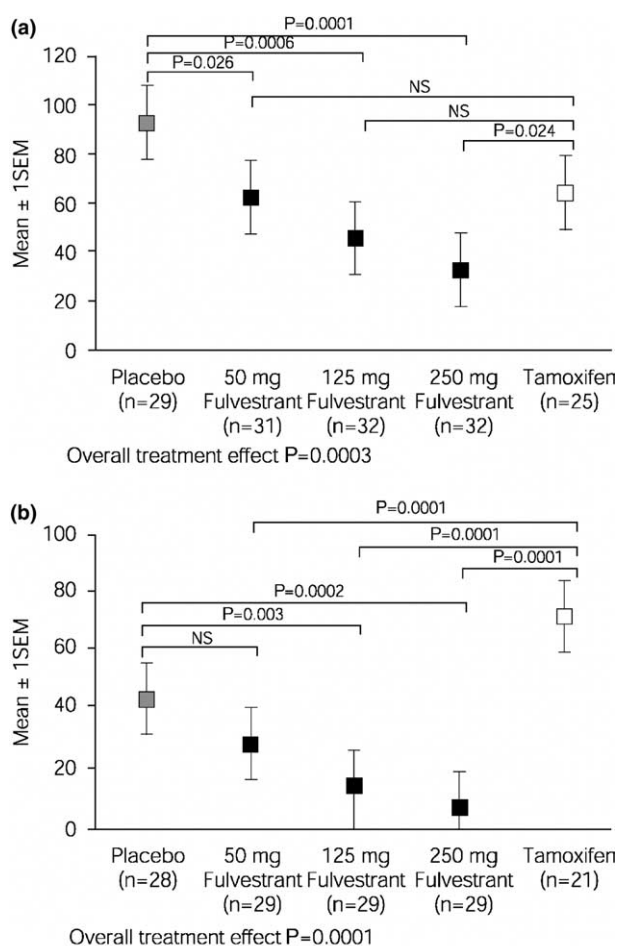 (a)
P=0.0001
P=0.0006
P=0.026
NS
NS
P=0.024
120
100
80
60
40
20
0
Mean ± 1SEM
Placebo 50 mg 125 mg 250 mg Tamoxifen
(n=29) Fulvestrant Fulvestrant Fulvestrant (n=25)
(n=31) (n=32) (n=32)
Overall treatment effect P=0.0003
(b)
P=0.0001
P=0.0001
P=0.0001
P=0.0002
P=0.003
NS
100
80
60
40
20
0
Mean ± 1SEM
Placebo 50 mg 125 mg 250 mg Tamoxifen
(n=28) Fulvestrant Fulvestrant Fulvestrant (n=21)
(n=29) (n=29) (n=29)
Overall treatment effect P=0.0001